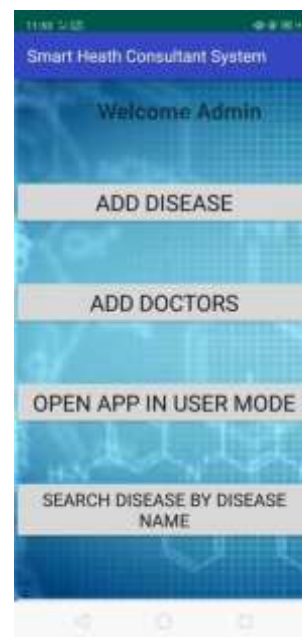 Smart Heath Consultant System
Welcome Admin
ADD DISEASE
ADD DOCTORS
OPEN APP IN USER MODE
SEARCH DISEASE BY DISEASE
NAME